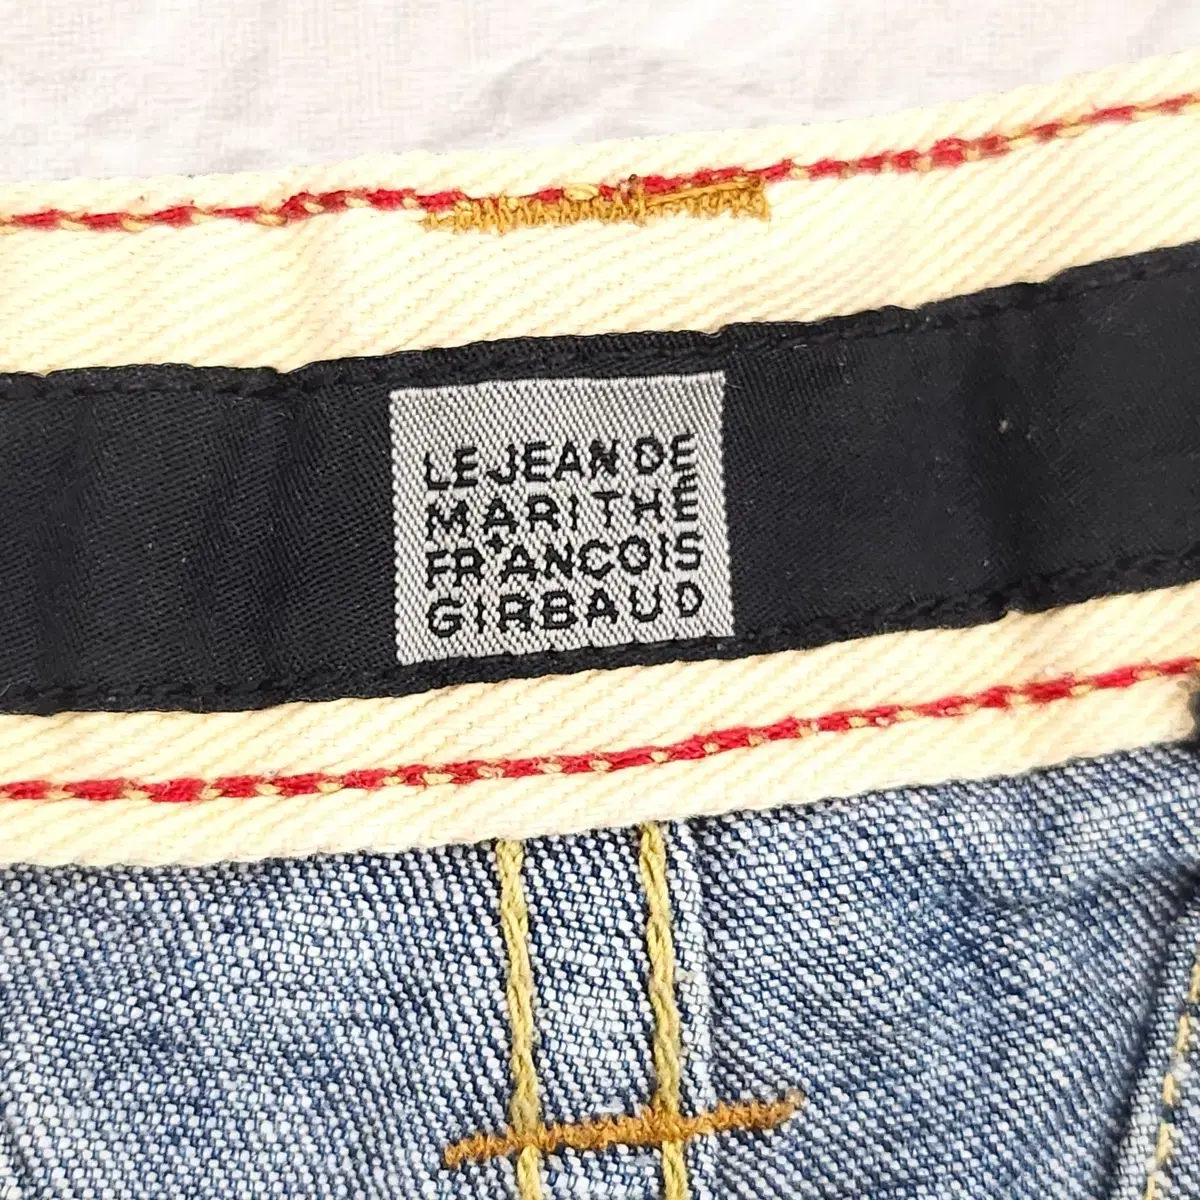 LE JEAN DE
MARITHÉ
FR+ANCOIS
GIRBAUD